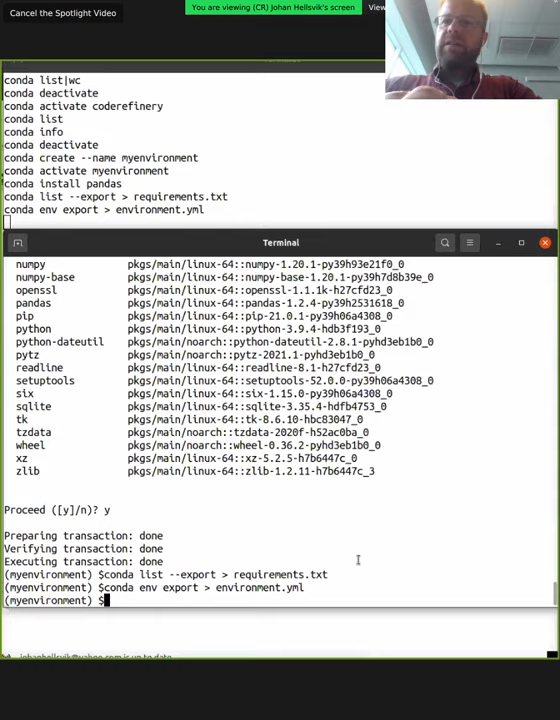 Cancel the Spotlight Video
You are viewing (CR) Johan Hellsvik's screen
View
conda list|wc
conda deactivate
conda activate coderefinery
conda list
conda info
conda deactivate
conda create --name myenvironment
conda activate myenvironment
conda install pandas
conda list --export > requirements.txt
conda env export > environment.yml
Terminal
numpy pkgs/main/linux-64::numpy-1.20.1-py39h93e21f0_0
numpy-base pkgs/main/linux-64::numpy-base-1.20.1-py39h7d8b39e_0
openssl pkgs/main/linux-64::openssl-1.1.1k-h27cfd23_0
pandas pkgs/main/linux-64::pandas-1.2.4-py39h2531618_0
pip pkgs/main/linux-64::pip-21.0.1-py39h06a4308_0
python pkgs/main/linux-64::python-3.9.4-hdb3f193_0
python-dateutil pkgs/main/noarch::python-dateutil-2.8.1-pyhd3eb1b0_0
pytz pkgs/main/noarch::pytz-2021.1-pyhd3eb1b0_0
readline pkgs/main/linux-64::readline-8.1-h27cfd23_0
setuptools pkgs/main/linux-64::setuptools-52.0.0-py39h06a4308_0
six pkgs/main/linux-64::six-1.15.0-py39h06a4308_0
sqlite pkgs/main/linux-64::sqlite-3.35.4-hdfb4753_0
tk pkgs/main/linux-64::tk-8.6.10-hbc83047_0
tzdata pkgs/main/noarch::tzdata-2020f-h52ac0ba_0
wheel pkgs/main/noarch::wheel-0.36.2-pyhd3eb1b0_0
xz pkgs/main/linux-64::xz-5.2.5-h7b6447c_0
zlib pkgs/main/linux-64::zlib-1.2.11-h7b6447c_3
Proceed ([y]/n)? y
Preparing transaction: done
Verifying transaction: done
Executing transaction: done
(myenvironment) $conda list --export > requirements.txt
(myenvironment) $conda env export > environment.yml
(myenvironment) $
johanhellsvik@yahoo.com is up to date